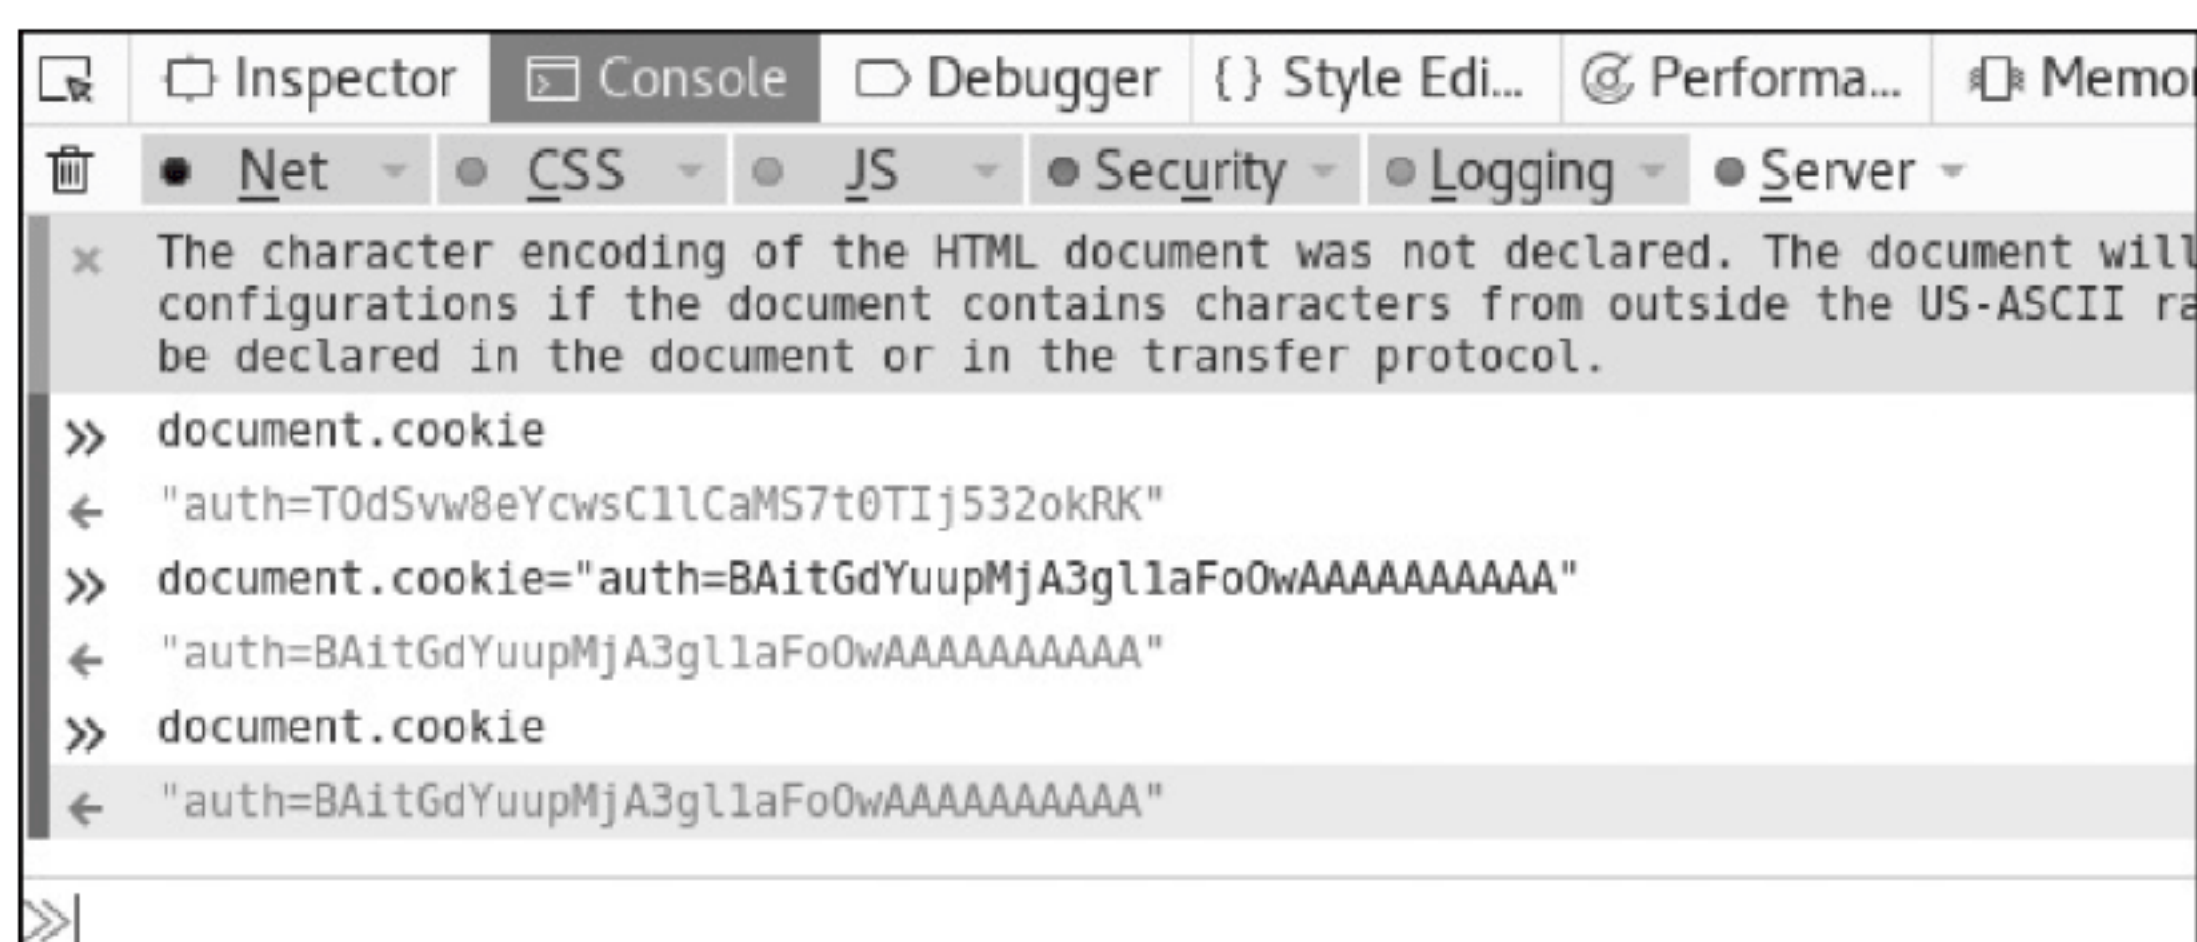 Inspector Console Debugger {} Style Edi... Performa... Memo
Net CSS JS Security Logging Server
The character encoding of the HTML document was not declared. The document will
configurations if the document contains characters from outside the US-ASCII ra
be declared in the document or in the transfer protocol.
document.cookie
"auth=TOdSvw8eYcwsC1lCaMS7t0TIj532okRK"
document.cookie="auth=BAitGdYuupMjA3gl1aFoOwAAAAAAAAAA"
"auth=BAitGdYuupMjA3gl1aFoOwAAAAAAAAAA"
document.cookie
"auth=BAitGdYuupMjA3gl1aFoOwAAAAAAAAAA"